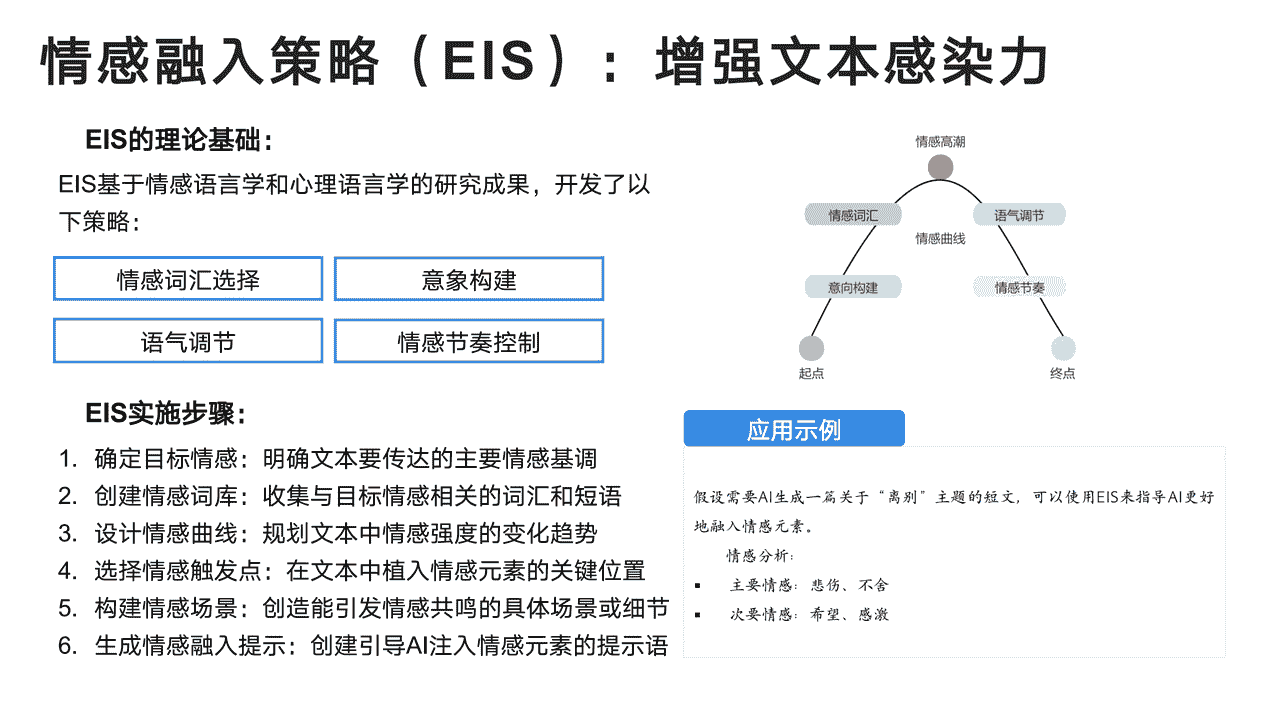 情感融入策略（EIS）：增强文本感染力
EIS的理论基础：
EIS基于情感语言学和心理语言学的研究成果，开发了以
下策略：
情感词汇选择
意象构建
语气调节
情感节奏控制
EIS实施步骤：
1. 确定目标情感：明确文本要传达的主要情感基调
2. 创建情感词库：收集与目标情感相关的词汇和短语
3. 设计情感曲线：规划文本中情感强度的变化趋势
4. 选择情感触发点：在文本中植入情感元素的关键位置
5. 构建情感场景：创造能引发情感共鸣的具体场景或细节
6. 生成情感融入提示：创建引导AI注入情感元素的提示语
情感高潮
情感词汇
语气调节
情感曲线
意向构建
情感节奏
起点
终点
应用示例
假设需要AI生成一篇关于“离别”主题的短文，可以使用EIS来指导AI更好
地融入情感元素。
情感分析：
▪ 主要情感：悲伤、不舍
▪ 次要情感：希望、感激